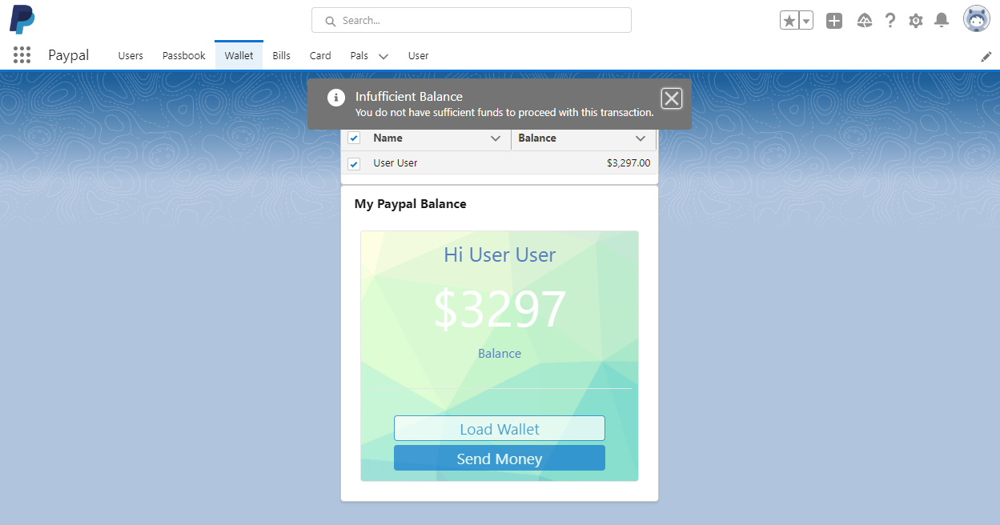 Search...
Paypal Users Passbook Wallet Bills Card Pals User
Infufficient Balance
You do not have sufficient funds to proceed with this transaction.
Name Balance
User User $3,297.00
My Paypal Balance
Hi User User
$3297
Balance
Load Wallet
Send Money